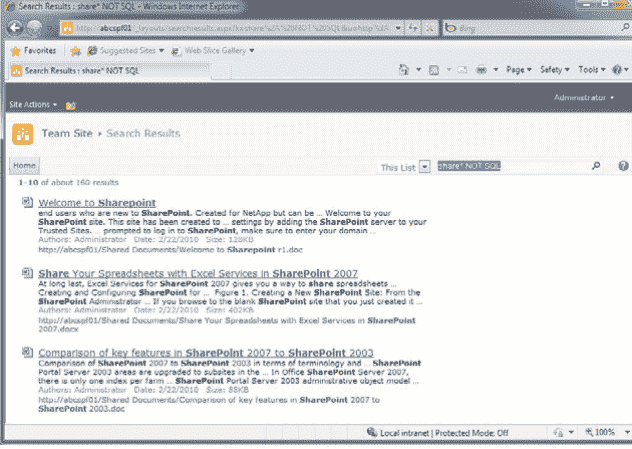 Search Results : share* NOT SQL - Windows Internet Explorer
http://abcspf01/_layouts/searchresults.aspx?k=share%2A%20NOT%20SQL&u=http%3A
Bing
Favorites Suggested Sites Web Slice Gallery
Search Results : share* NOT SQL Page Safety Tools
Administrator
Site Actions
Team Site Search Results
Home This List share* NOT SQL
1-10 of about 160 results
Welcome to Sharepoint
end users who are new to SharePoint. Created for NetApp but can be ... Welcome to your
SharePoint site. This site has been created to ... settings by adding the SharePoint server to your
Trusted Sites. ... prompted to log in to SharePoint, make sure to enter your domain ...
Authors: Administrator Date: 2/22/2010 Size: 128KB
http://abcspf01/Shared Documents/Welcome to Sharepoint r1.doc
Share Your Spreadsheets with Excel Services in SharePoint 2007
At long last, Excel Services for SharePoint 2007 gives you a way to share spreadsheets ...
Creating and Configuring SharePoint for ... Figure 1. Creating a New SharePoint Site: From the
SharePoint Administrator ... If you browse to the blank SharePoint site that you just created it ...
Authors: Administrator Date: 2/22/2010 Size: 402KB
http://abcspf01/Shared Documents/Share Your Spreadsheets with Excel Services in SharePoint
2007.docx
Comparison of key features in SharePoint 2007 to SharePoint 2003
Comparison of SharePoint 2007 to SharePoint 2003 in terms of terminology and ... SharePoint
Portal Server 2003 areas are upgraded to subsites in the ... In Office SharePoint Server 2007,
there is only one index per farm ... SharePoint Portal Server 2003 administrative object model ...
Authors: Administrator Date: 2/22/2010 Size: 88KB
http://abcspf01/Shared Documents/Comparison of key features in SharePoint 2007 to
SharePoint 2003.doc
Local intranet | Protected Mode: Off 100%